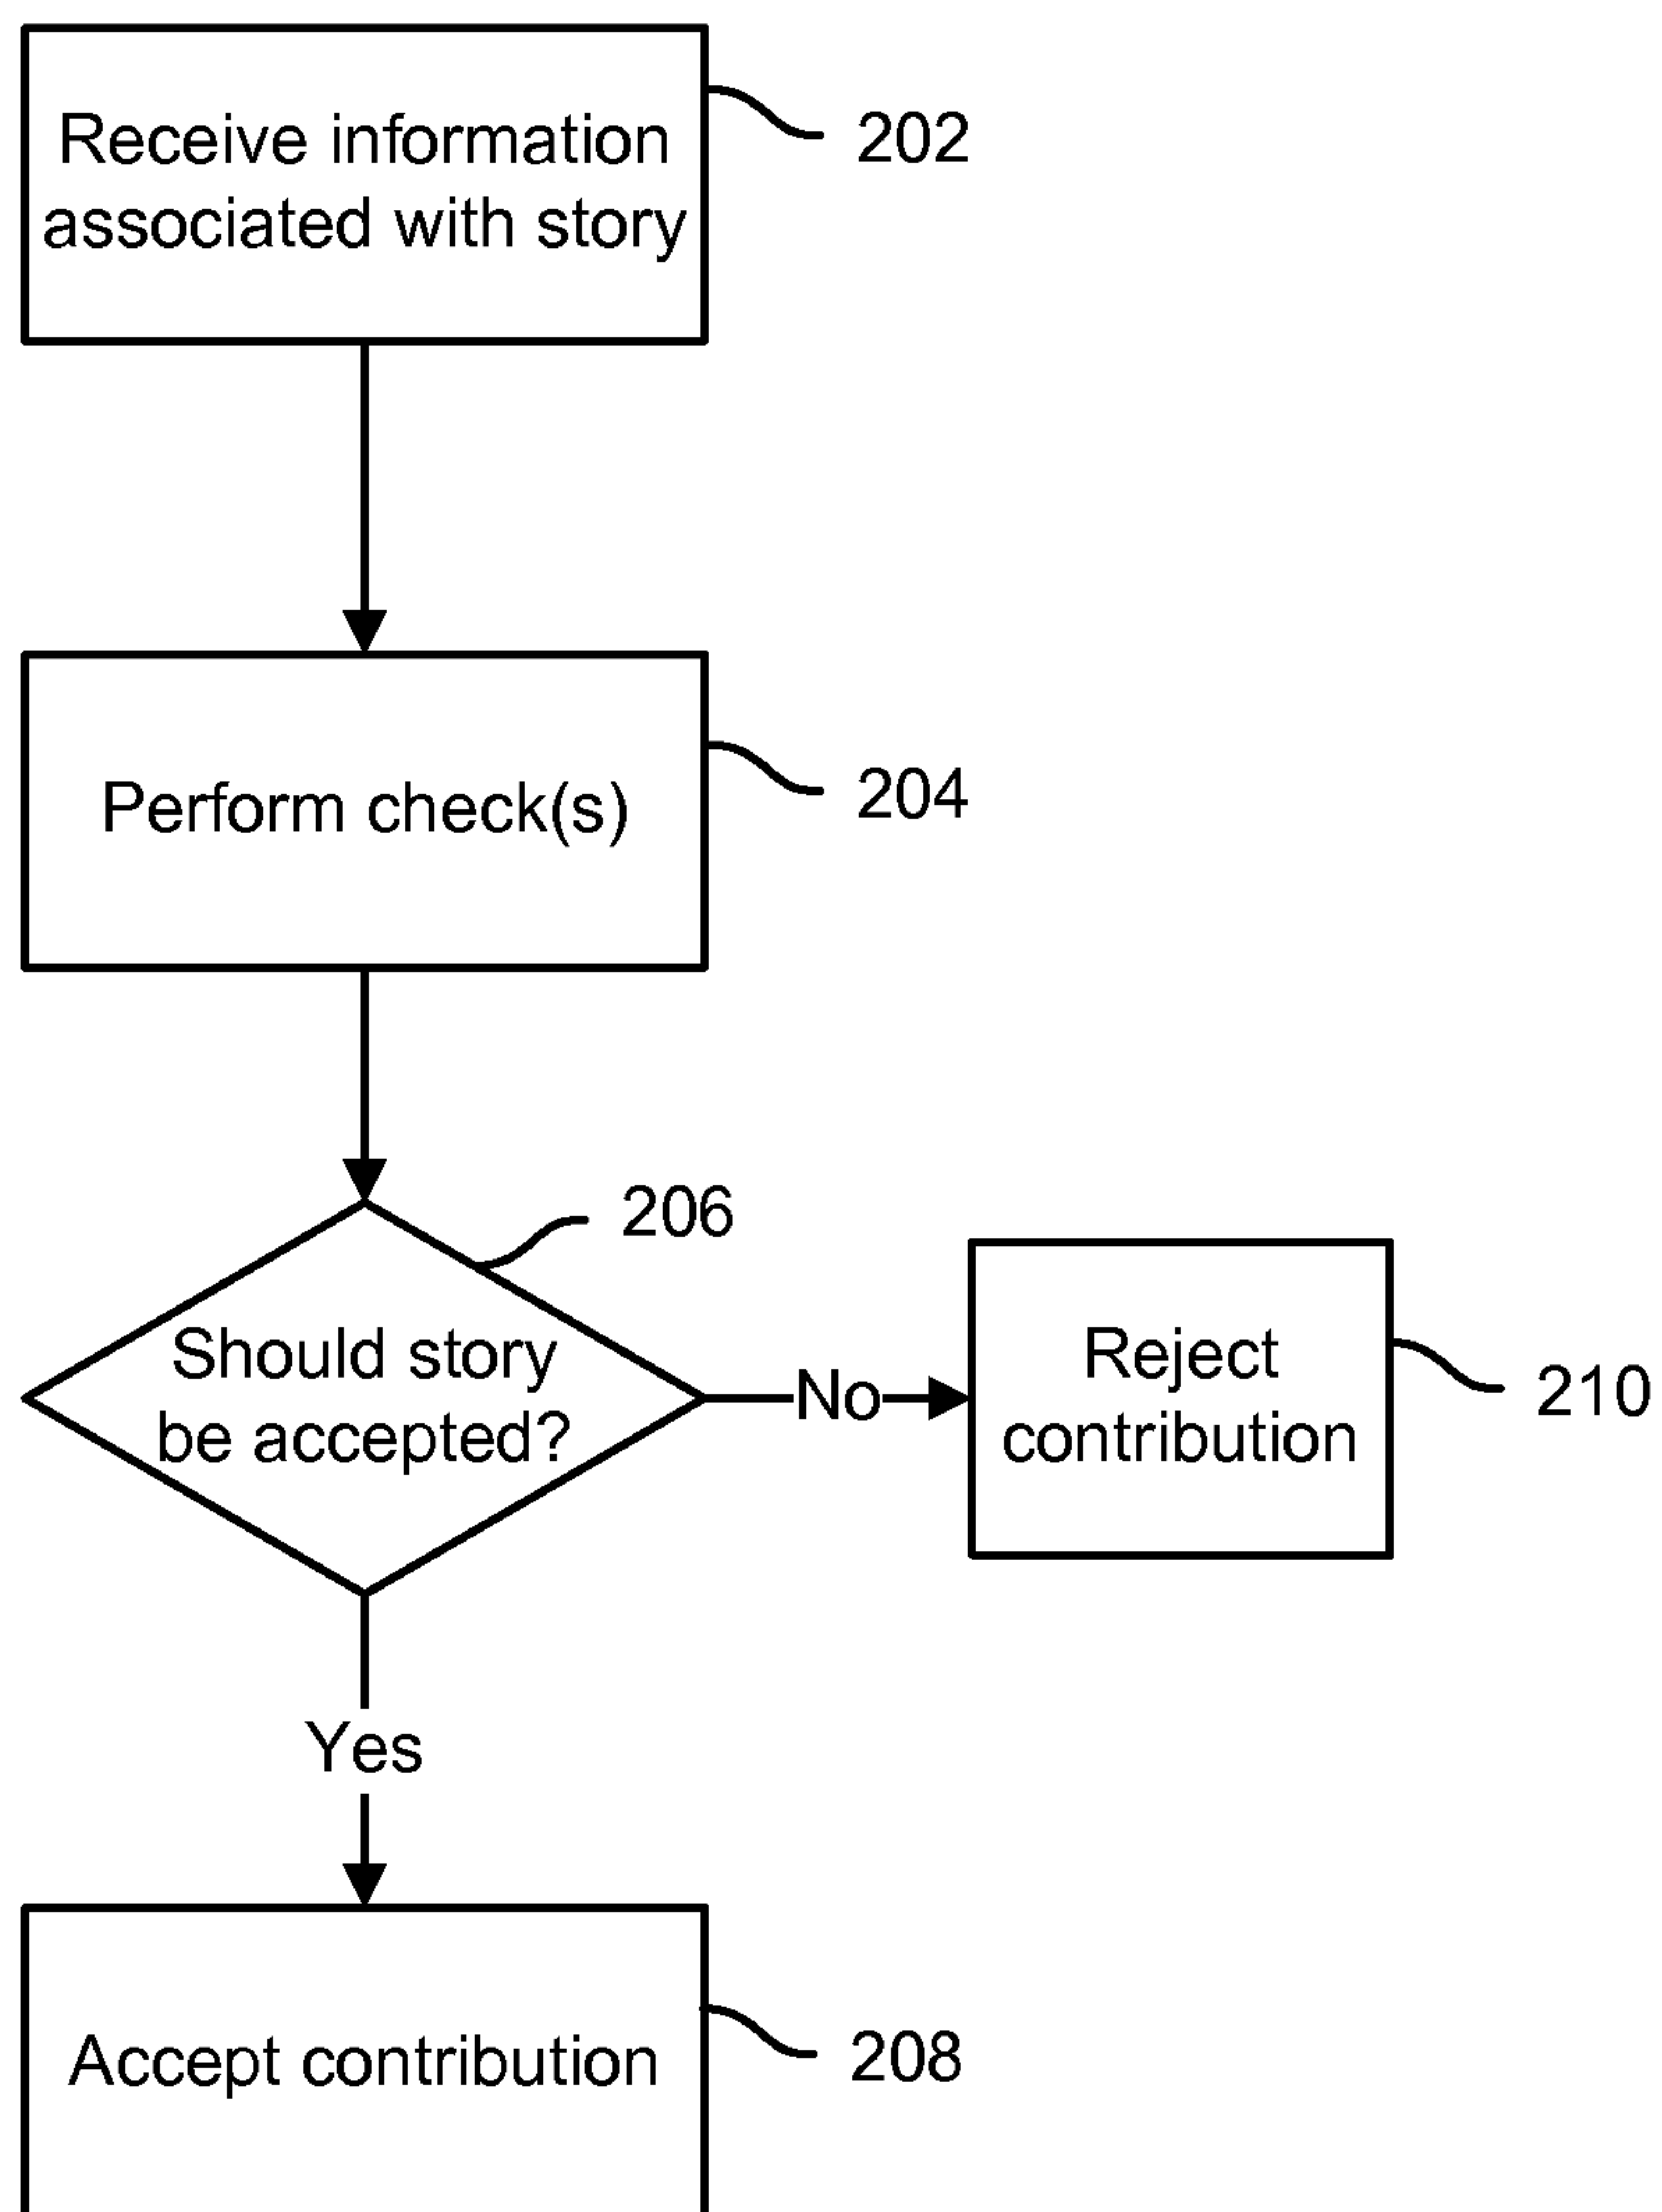 Receive information
associated with story
202
Perform check(s)
204
206
Should story
be accepted?
No
Reject
contribution
210
Yes
Accept contribution
208